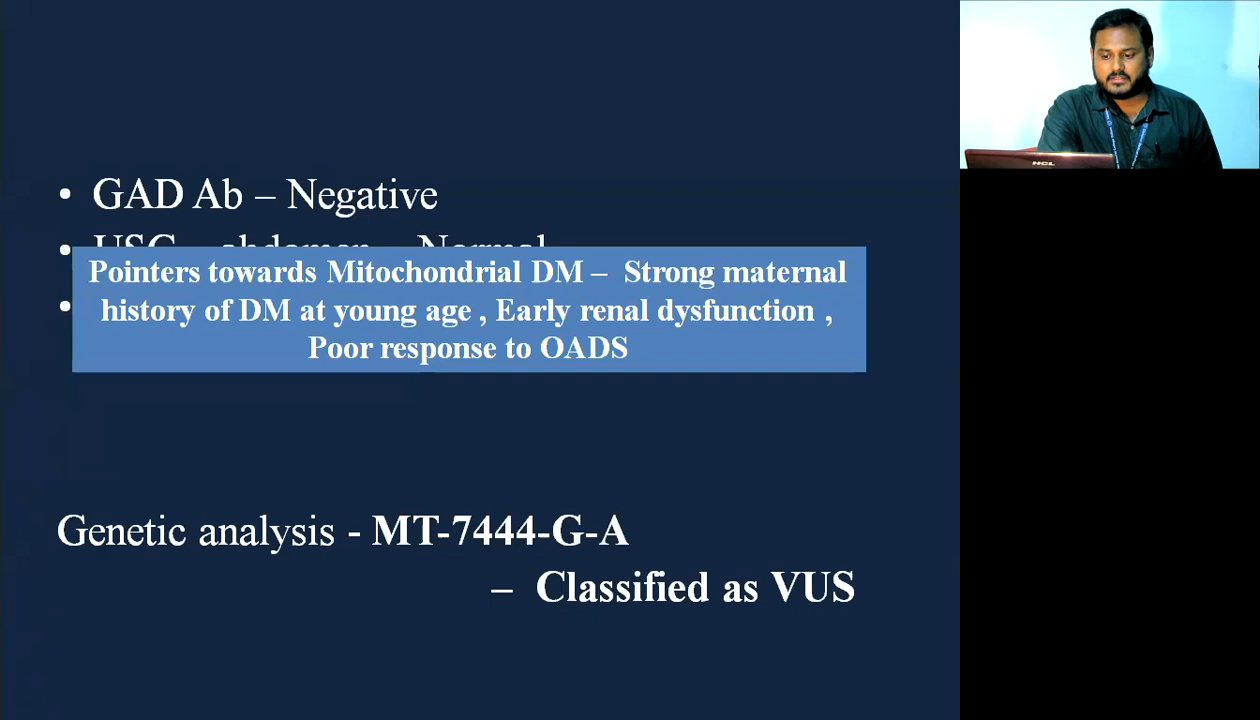 • GAD Ab – Negative
• USG – abdomen – Normal
•
Pointers towards Mitochondrial DM – Strong maternal
history of DM at young age , Early renal dysfunction ,
Poor response to OADS
Genetic analysis - MT-7444-G-A
– Classified as VUS
HCL